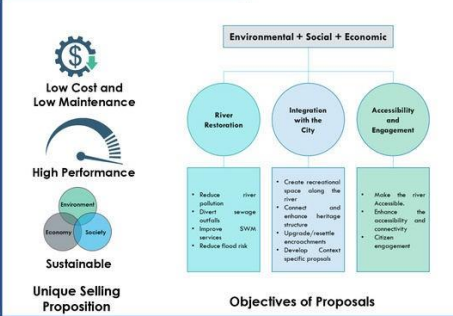 Low Cost and
Low Maintenance
High Performance
Environment
Economy
Society
Sustainable
Unique Selling
Proposition
Environmental + Social + Economic
River
Restoration
Integration
with the
City
Accessibility
and
Engagement
• Reduce river
pollution
• Divert sewage
outfalls
• Improve SWM
services
• Reduce flood risk
• Create recreational
space along the
river
• Connect and
enhance heritage
structure
• Upgrade/resettle
encroachments
• Develop Context
specific propsals
• Make the river
Accessible.
• Enhance the
accessibility and
connectivity
• Citizen
engagement
Objectives of Proposals